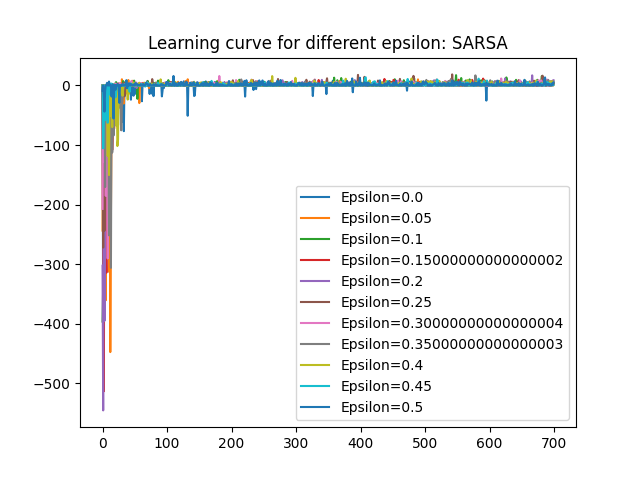 Learning curve for different epsilon: SARSA
0
−100
−200
−300
−400
−500
Epsilon=0.0
Epsilon=0.05
Epsilon=0.1
Epsilon=0.15000000000000002
Epsilon=0.2
Epsilon=0.25
Epsilon=0.30000000000000004
Epsilon=0.35000000000000003
Epsilon=0.4
Epsilon=0.45
Epsilon=0.5
0 100 200 300 400 500 600 700